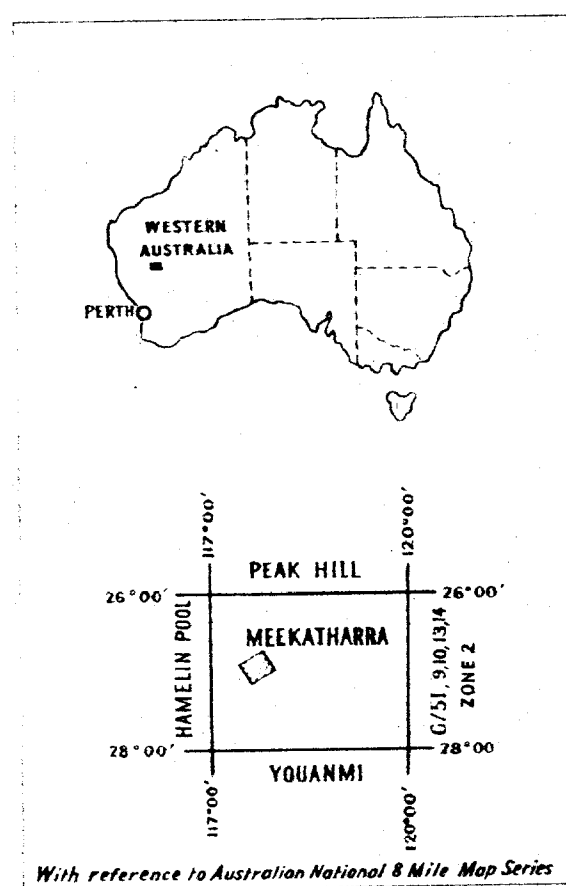 WESTERN
AUSTRALIA
PERTH
117°00'
120°00'
PEAK HILL
26°00'
26°00'
HAMELIN POOL
MEEKATHARRA
G/51, 9,10,13,14
ZONE 2
28°00'
28°00
YOUANMI
117°00'
120°00'
With reference to Australian National 8 Mile Map Series